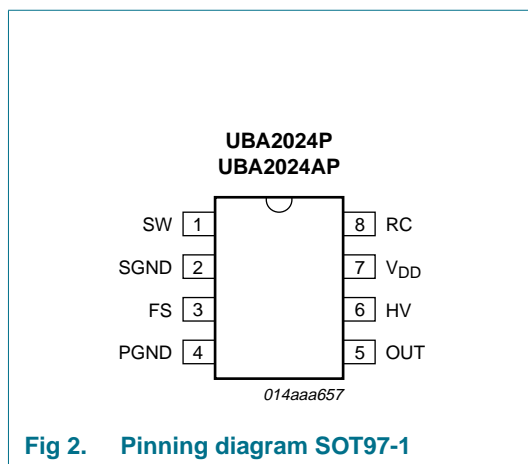 UBA2024P
UBA2024AP
SW 1 8 RC
SGND 2 7 VDD
FS 3 6 HV
PGND 4 5 OUT
014aaa657
Fig 2. Pinning diagram SOT97-1